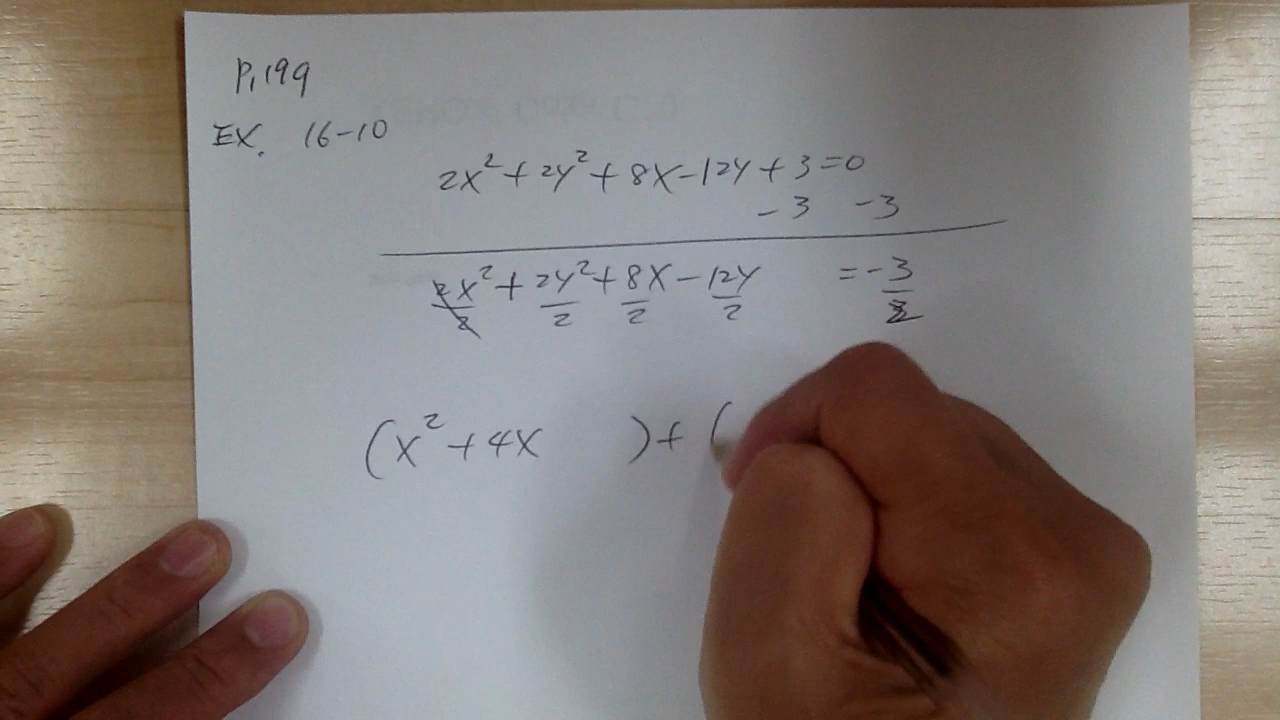 P.199
EX. 16-10
2x²+2y²+8x-12y+3=0
-3 -3
2x²/2+2y²/2+8x/2-12y/2 =-3/2
(x²+4x )+(